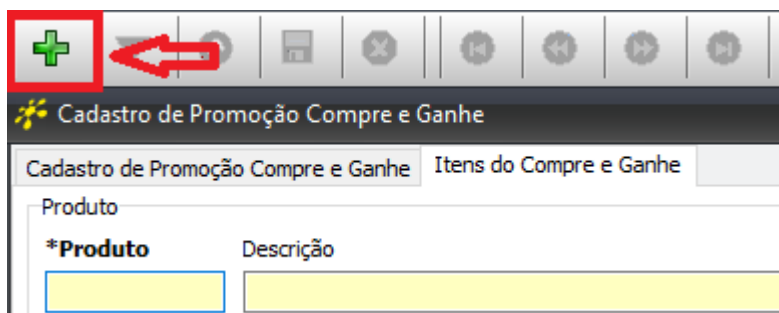 Cadastro de Promoção Compre e Ganhe
Cadastro de Promoção Compre e Ganhe Itens do Compre e Ganhe
Produto
*Produto Descrição